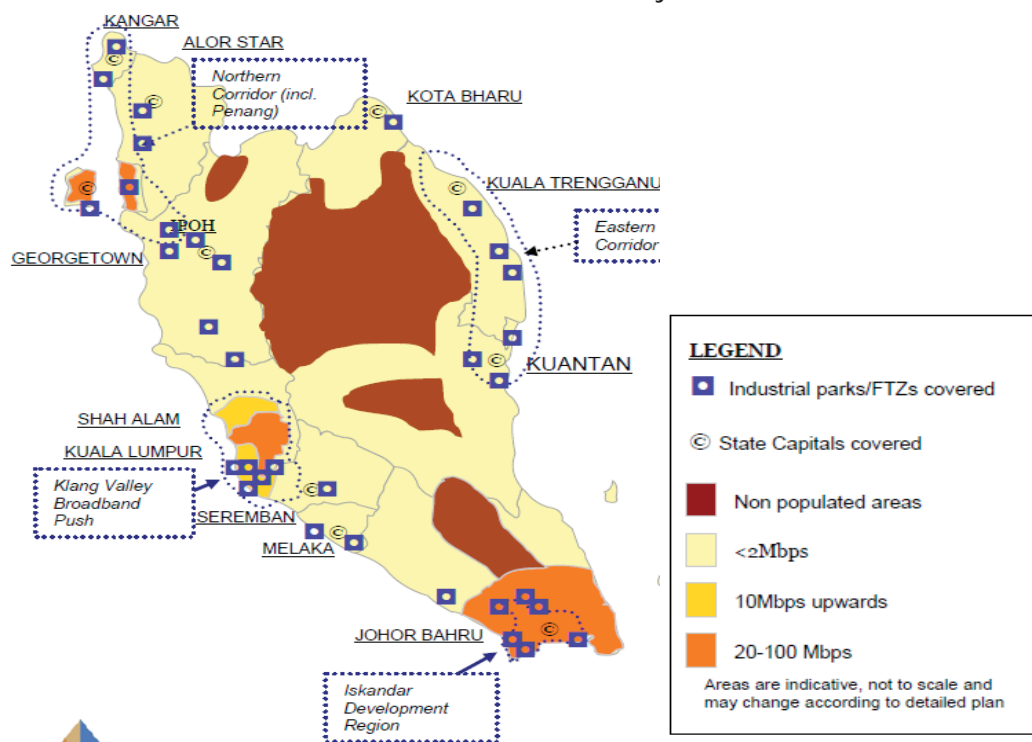 KANGAR
ALOR STAR
Northern
Corridor (incl.
Penang)
KOTA BHARU
KUALA TRENGGANU
Eastern
Corridor
IPOH
GEORGETOWN
KUANTAN
SHAH ALAM
KUALA LUMPUR
Klang Valley
Broadband
Push
SEREMBAN
MELAKA
JOHOR BAHRU
Iskandar
Development
Region
LEGEND
Industrial parks/FTZs covered
© State Capitals covered
Non populated areas
<2Mbps
10Mbps upwards
20-100 Mbps
Areas are indicative, not to scale and
may change according to detailed plan